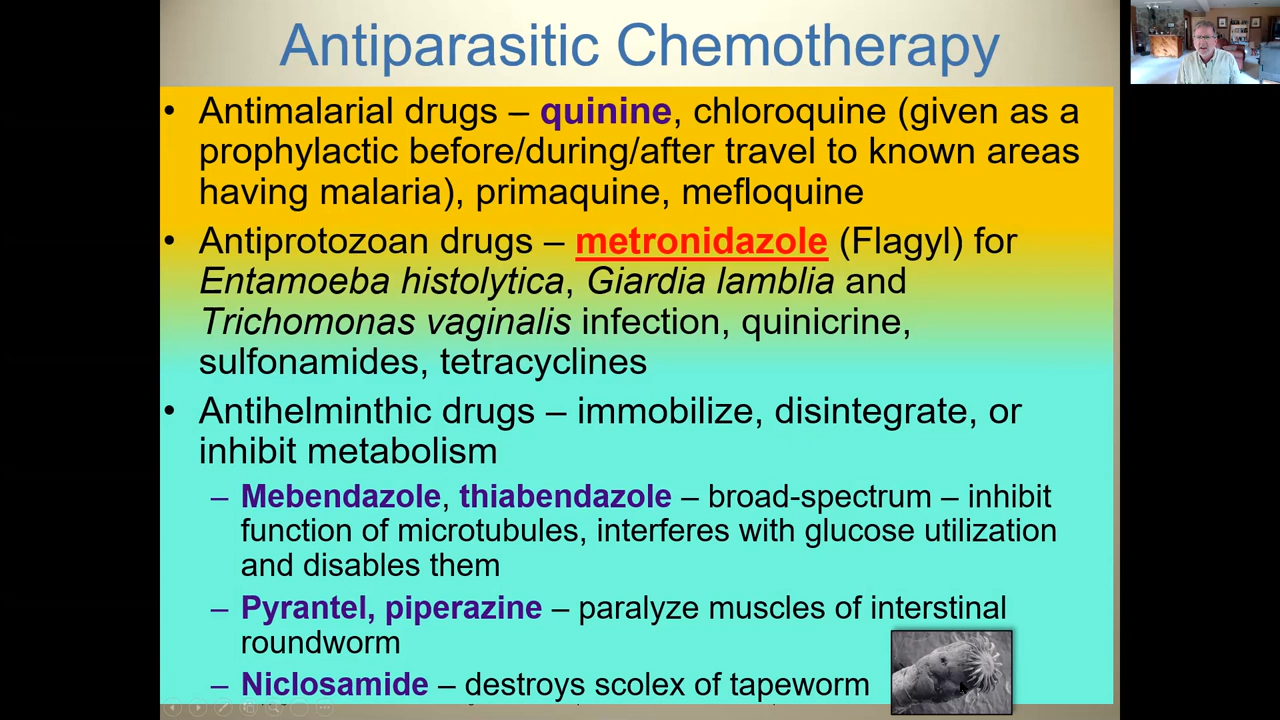 Antiparasitic Chemotherapy
• Antimalarial drugs – quinine, chloroquine (given as a
prophylactic before/during/after travel to known areas
having malaria), primaquine, mefloquine
• Antiprotozoan drugs – metronidazole (Flagyl) for
Entamoeba histolytica, Giardia lamblia and
Trichomonas vaginalis infection, quinicrine,
sulfonamides, tetracyclines
• Antihelminthic drugs – immobilize, disintegrate, or
inhibit metabolism
– Mebendazole, thiabendazole – broad-spectrum – inhibit
function of microtubules, interferes with glucose utilization
and disables them
– Pyrantel, piperazine – paralyze muscles of interstinal
roundworm
– Niclosamide – destroys scolex of tapeworm